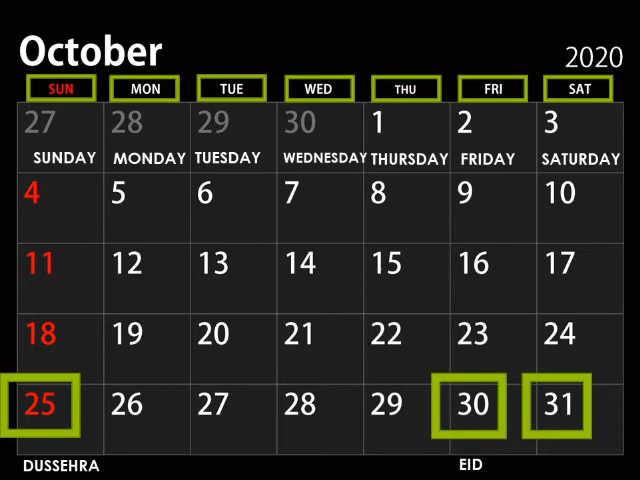 October
2020
SUN MON TUE WED THU FRI SAT
27 28 29 30 1 2 3
SUNDAY MONDAY TUESDAY WEDNESDAY THURSDAY FRIDAY SATURDAY
4 5 6 7 8 9 10
11 12 13 14 15 16 17
18 19 20 21 22 23 24
25 26 27 28 29 30 31
DUSSEHRA EID